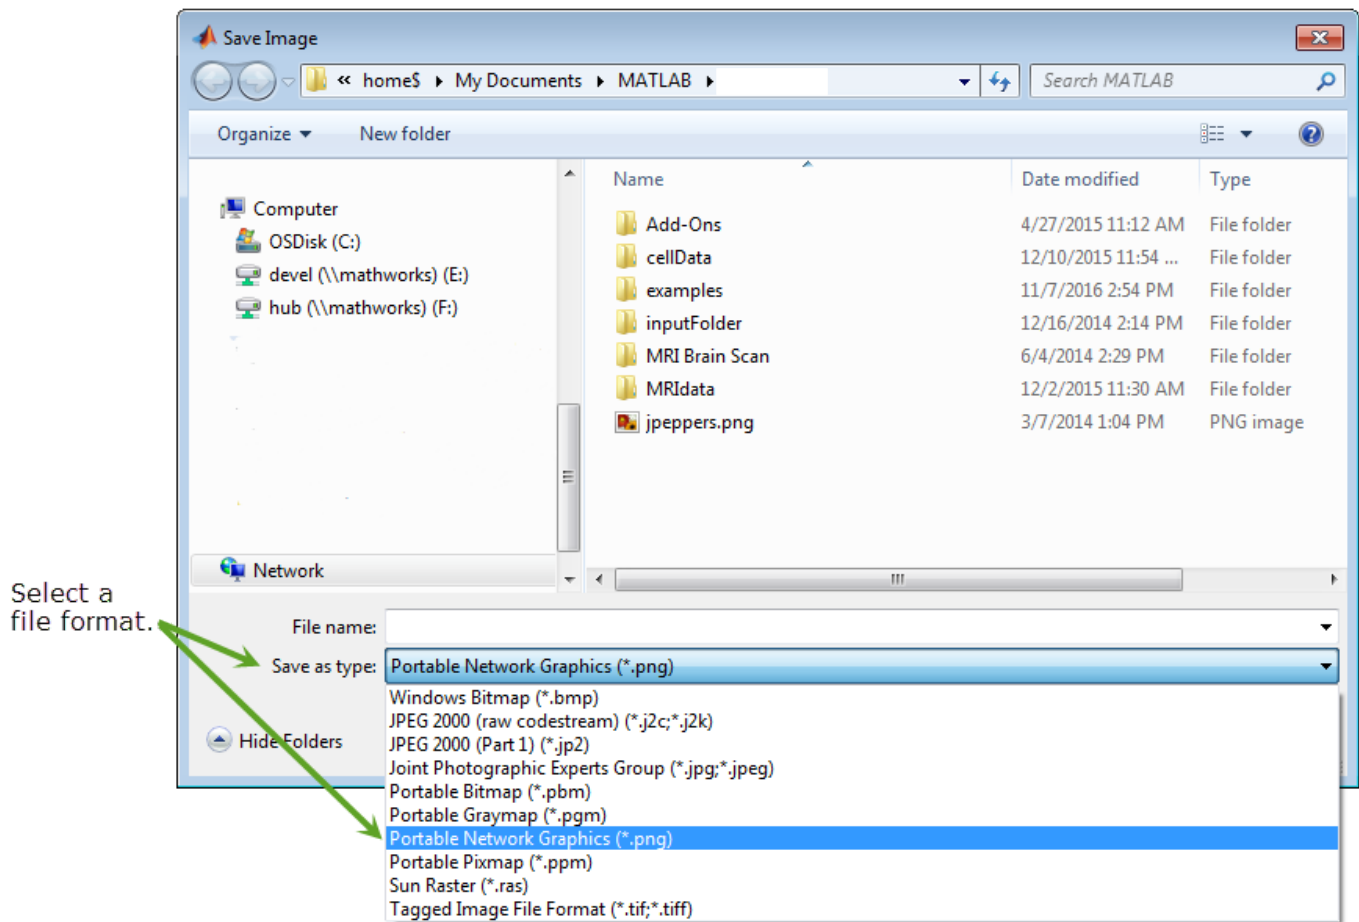 Save Image
« home$ ▸ My Documents ▸ MATLAB ▸
Search MATLAB
Organize ▾ New folder
Name Date modified Type
Computer
OSDisk (C:)
devel (\\mathworks) (E:)
hub (\\mathworks) (F:)
Network
Add-Ons 4/27/2015 11:12 AM File folder
cellData 12/10/2015 11:54 ... File folder
examples 11/7/2016 2:54 PM File folder
inputFolder 12/16/2014 2:14 PM File folder
MRI Brain Scan 6/4/2014 2:29 PM File folder
MRIdata 12/2/2015 11:30 AM File folder
jpeppers.png 3/7/2014 1:04 PM PNG image
Select a
file format.
File name:
Save as type: Portable Network Graphics (*.png)
Hide Folders
Windows Bitmap (*.bmp)
JPEG 2000 (raw codestream) (*.j2c;*.j2k)
JPEG 2000 (Part 1) (*.jp2)
Joint Photographic Experts Group (*.jpg;*.jpeg)
Portable Bitmap (*.pbm)
Portable Graymap (*.pgm)
Portable Network Graphics (*.png)
Portable Pixmap (*.ppm)
Sun Raster (*.ras)
Tagged Image File Format (*.tif;*.tiff)